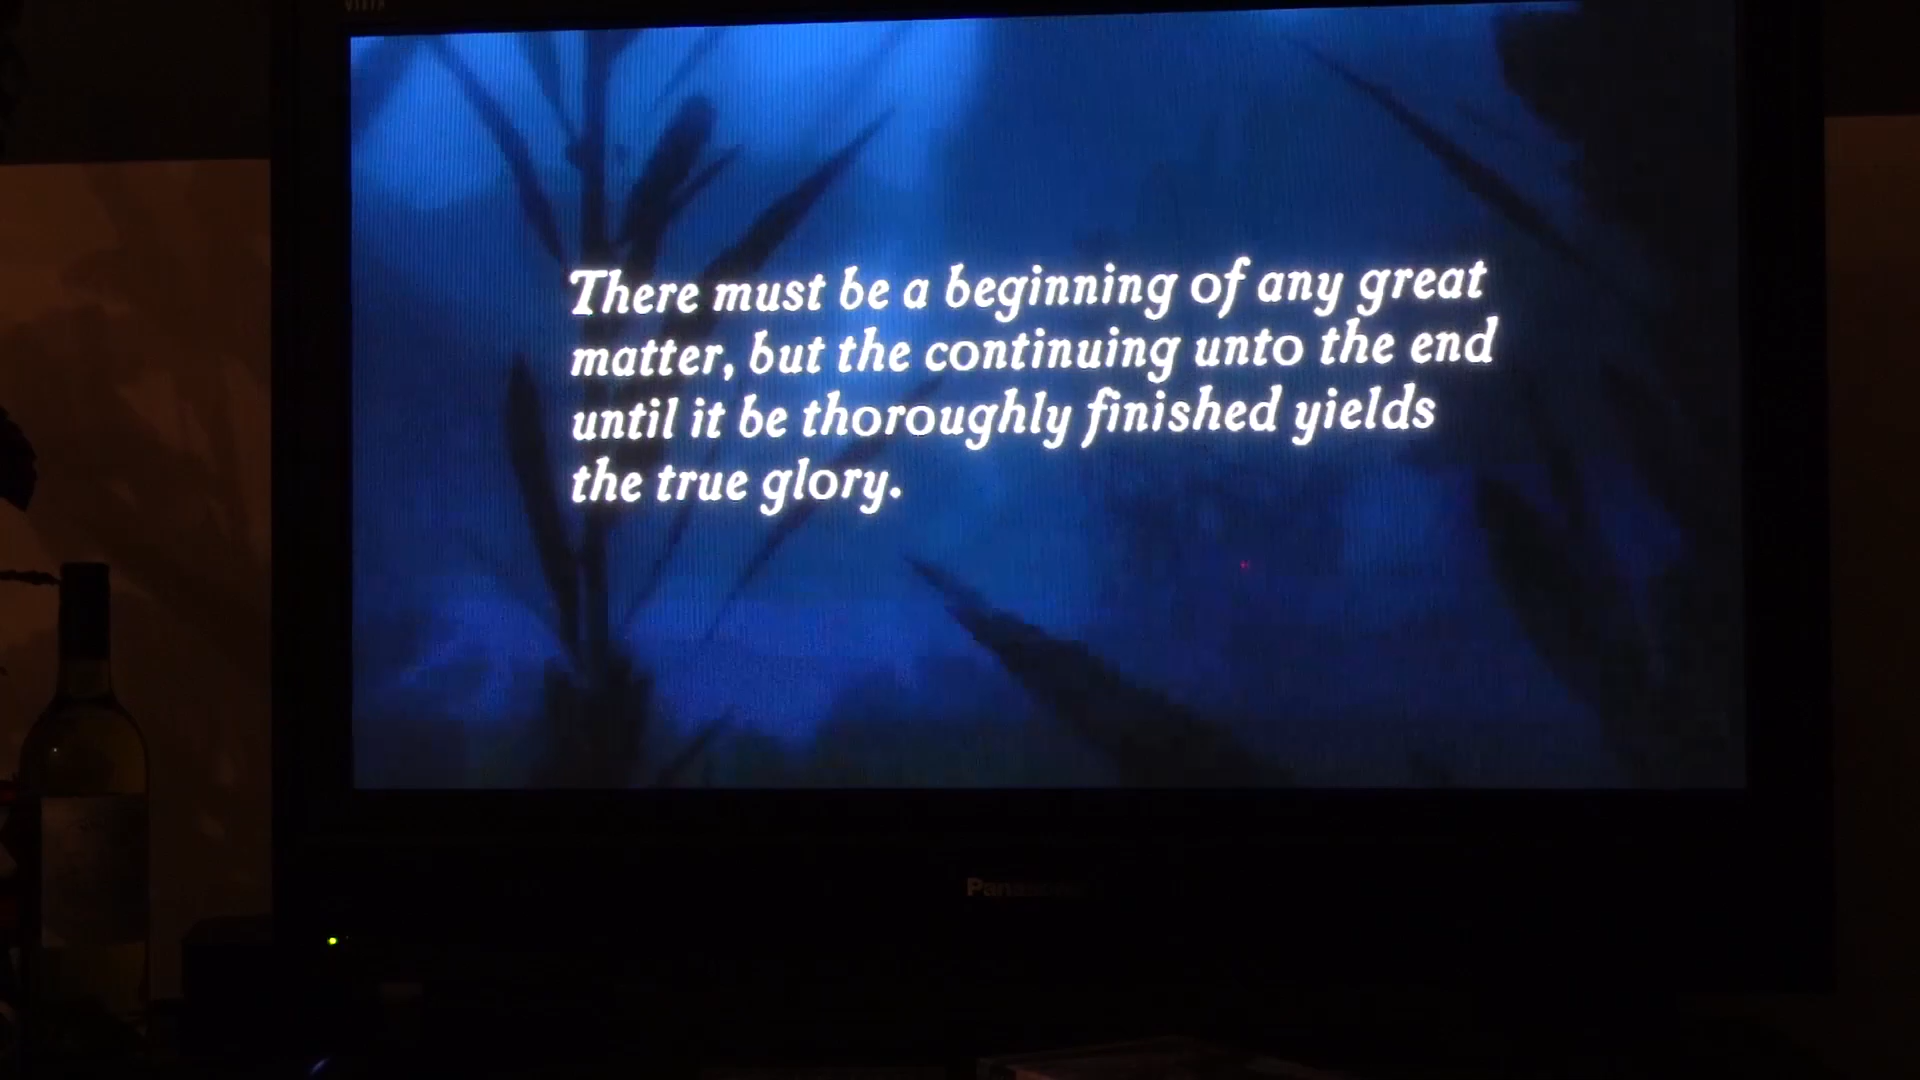 There must be a beginning of any great
matter, but the continuing unto the end
until it be thoroughly finished yields
the true glory.
Panasonic